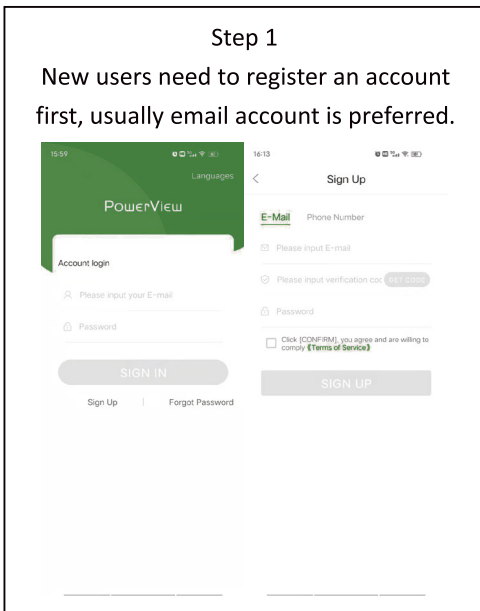 Step 1
New users need to register an account
first, usually email account is preferred.
15:59
Languages
PowerView
Account login
Please input your E-mail
Password
SIGN IN
Sign Up
Forgot Password
16:13
Sign Up
E-Mail
Phone Number
Please input E-mail
Please input verification coc
GET CODE
Password
Click [CONFIRM], you agree and are willing to
comply 《Terms of Service》
SIGN UP